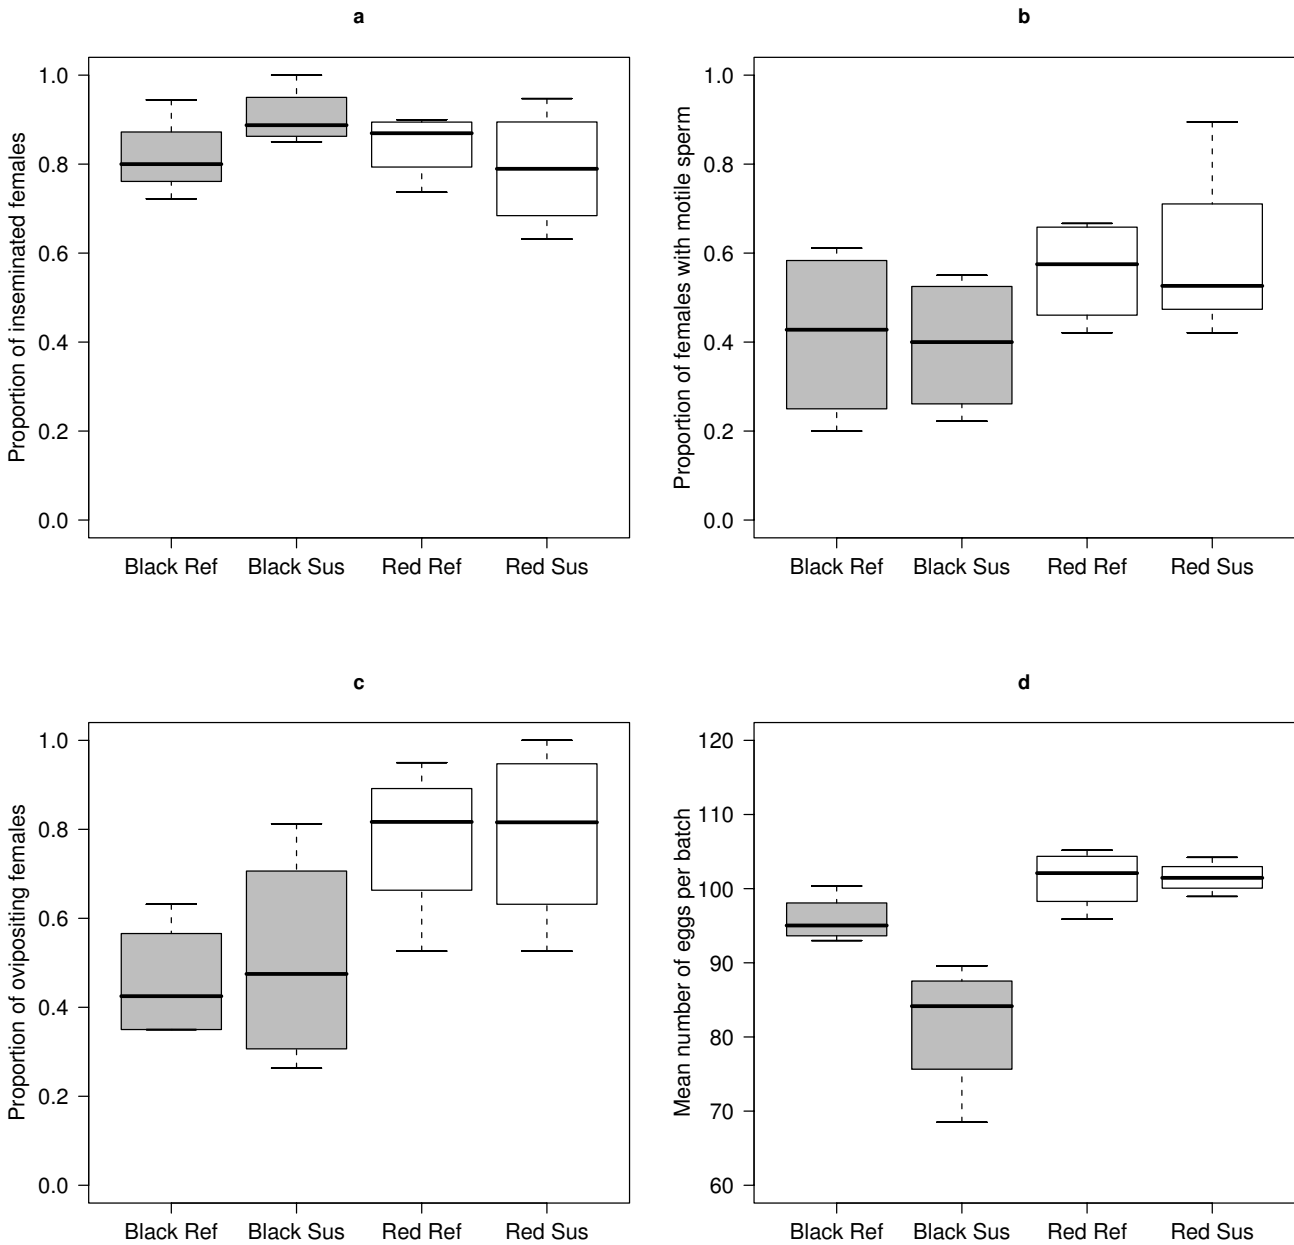 a
Proportion of inseminated females
1.0
0.8
0.6
0.4
0.2
0.0
Black Ref Black Sus Red Ref Red Sus
b
Proportion of females with motile sperm
1.0
0.8
0.6
0.4
0.2
0.0
Black Ref Black Sus Red Ref Red Sus
c
Proportion of ovipositing females
1.0
0.8
0.6
0.4
0.2
0.0
Black Ref Black Sus Red Ref Red Sus
d
Mean number of eggs per batch
120
110
100
90
80
70
60
Black Ref Black Sus Red Ref Red Sus